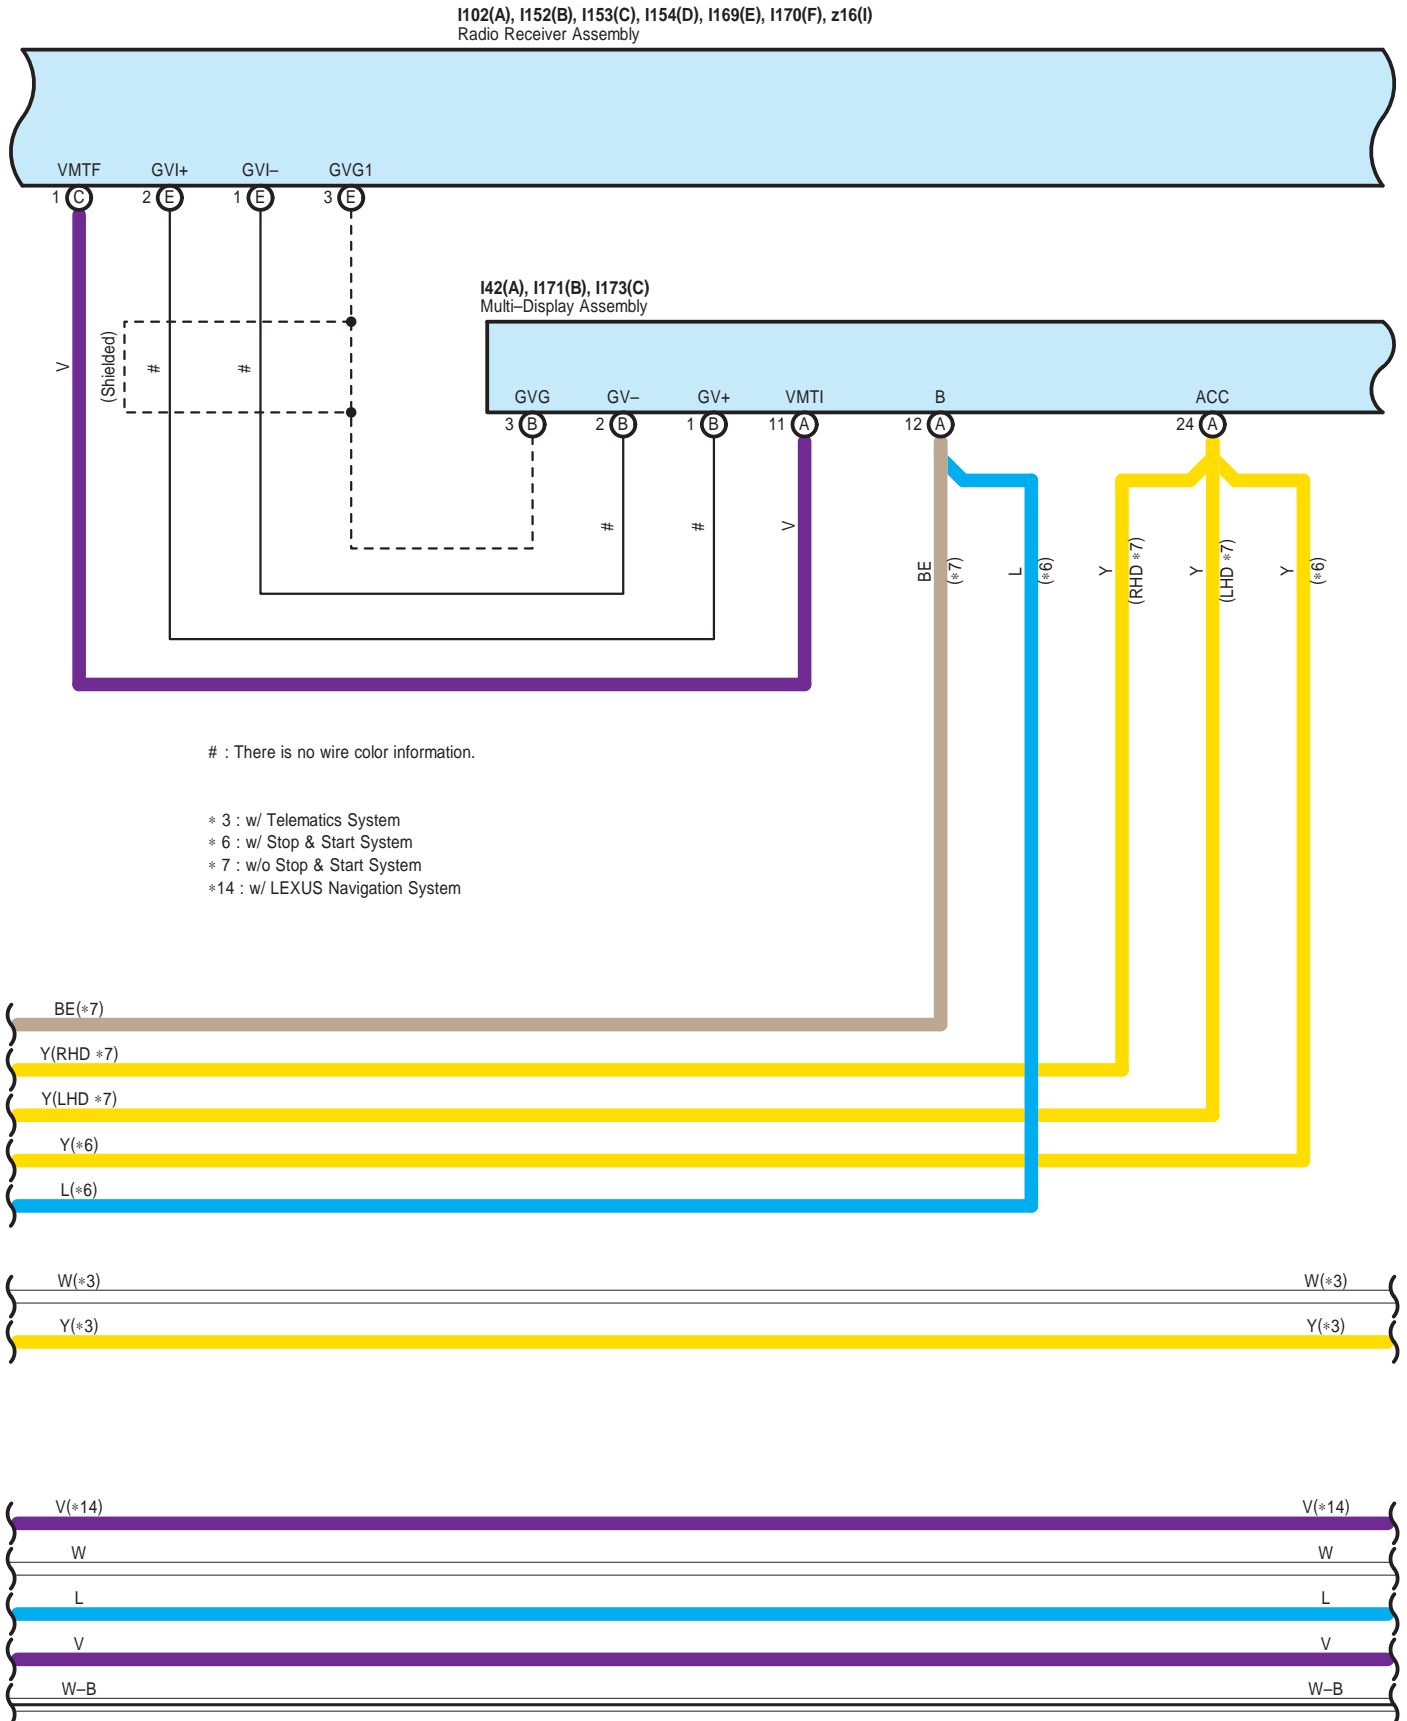 I102(A), I152(B), I153(C), I154(D), I169(E), I170(F), z16(I)
Radio Receiver Assembly
VMTF GVI+ GVI– GVG1
1 C 2 E 1 E 3 E
I42(A), I171(B), I173(C)
Multi–Display Assembly
V (Shielded) # #
GVG GV– GV+ VMTI B ACC
3 B 2 B 1 B 11 A 12 A 24 A
# # V
BE (∗7) L (∗6) Y (RHD ∗7) Y (LHD ∗7) Y (∗6)
# : There is no wire color information.
∗ 3 : w/ Telematics System
∗ 6 : w/ Stop & Start System
∗ 7 : w/o Stop & Start System
∗14 : w/ LEXUS Navigation System
BE(∗7)
Y(RHD ∗7)
Y(LHD ∗7)
Y(∗6)
L(∗6)
W(∗3) W(∗3)
Y(∗3) Y(∗3)
V(∗14) V(∗14)
W W
L L
V V
W–B W–B